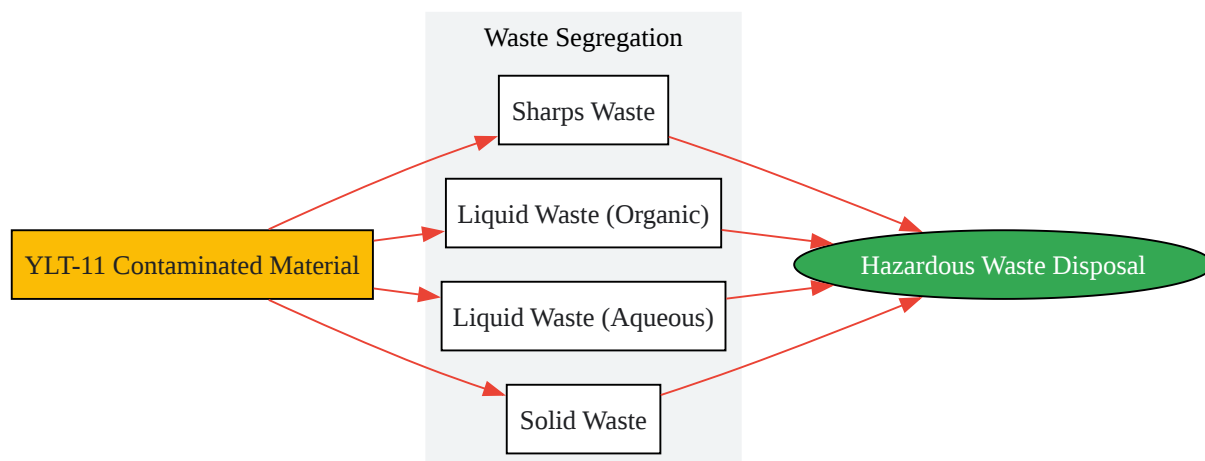 Waste Segregation
Sharps Waste
Liquid Waste (Organic)
YLT-11 Contaminated Material
Hazardous Waste Disposal
Liquid Waste (Aqueous)
Solid Waste